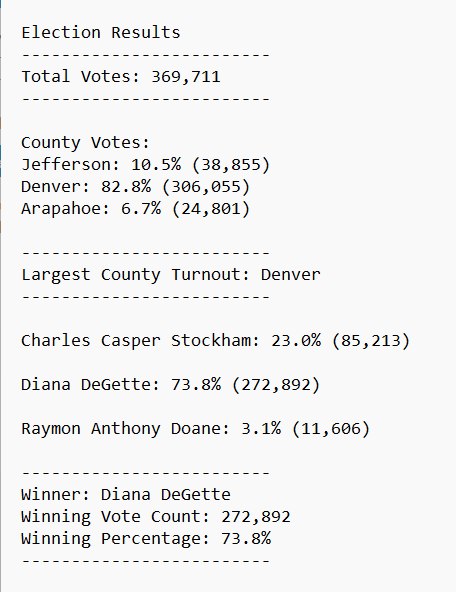 Election Results
-------------------------
Total Votes: 369,711
-------------------------
County Votes:
Jefferson: 10.5% (38,855)
Denver: 82.8% (306,055)
Arapahoe: 6.7% (24,801)
-------------------------
Largest County Turnout: Denver
-------------------------
Charles Casper Stockham: 23.0% (85,213)
Diana DeGette: 73.8% (272,892)
Raymon Anthony Doane: 3.1% (11,606)
-------------------------
Winner: Diana DeGette
Winning Vote Count: 272,892
Winning Percentage: 73.8%
-------------------------